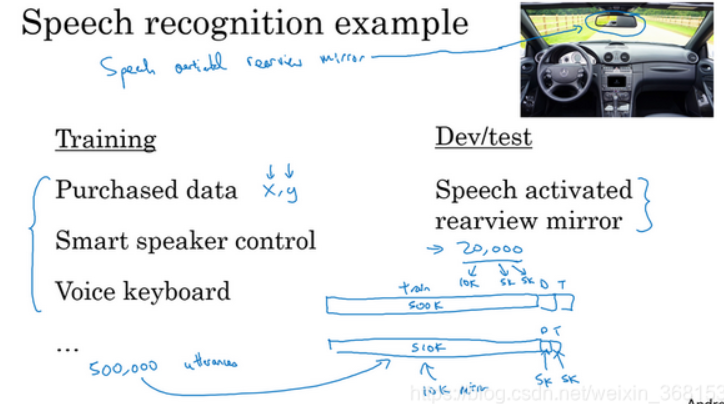 Speech recognition example
Speech activated rearview mirror
Training
Purchased data x, y
Smart speaker control
Voice keyboard
...
500,000 utterances
Dev/test
Speech activated
rearview mirror
→ 20,000
10K 5K 5K
train D T
500K
D T
510K
10K mirror
5K 5K
https://blog.csdn.net/weixin_368153
Andre